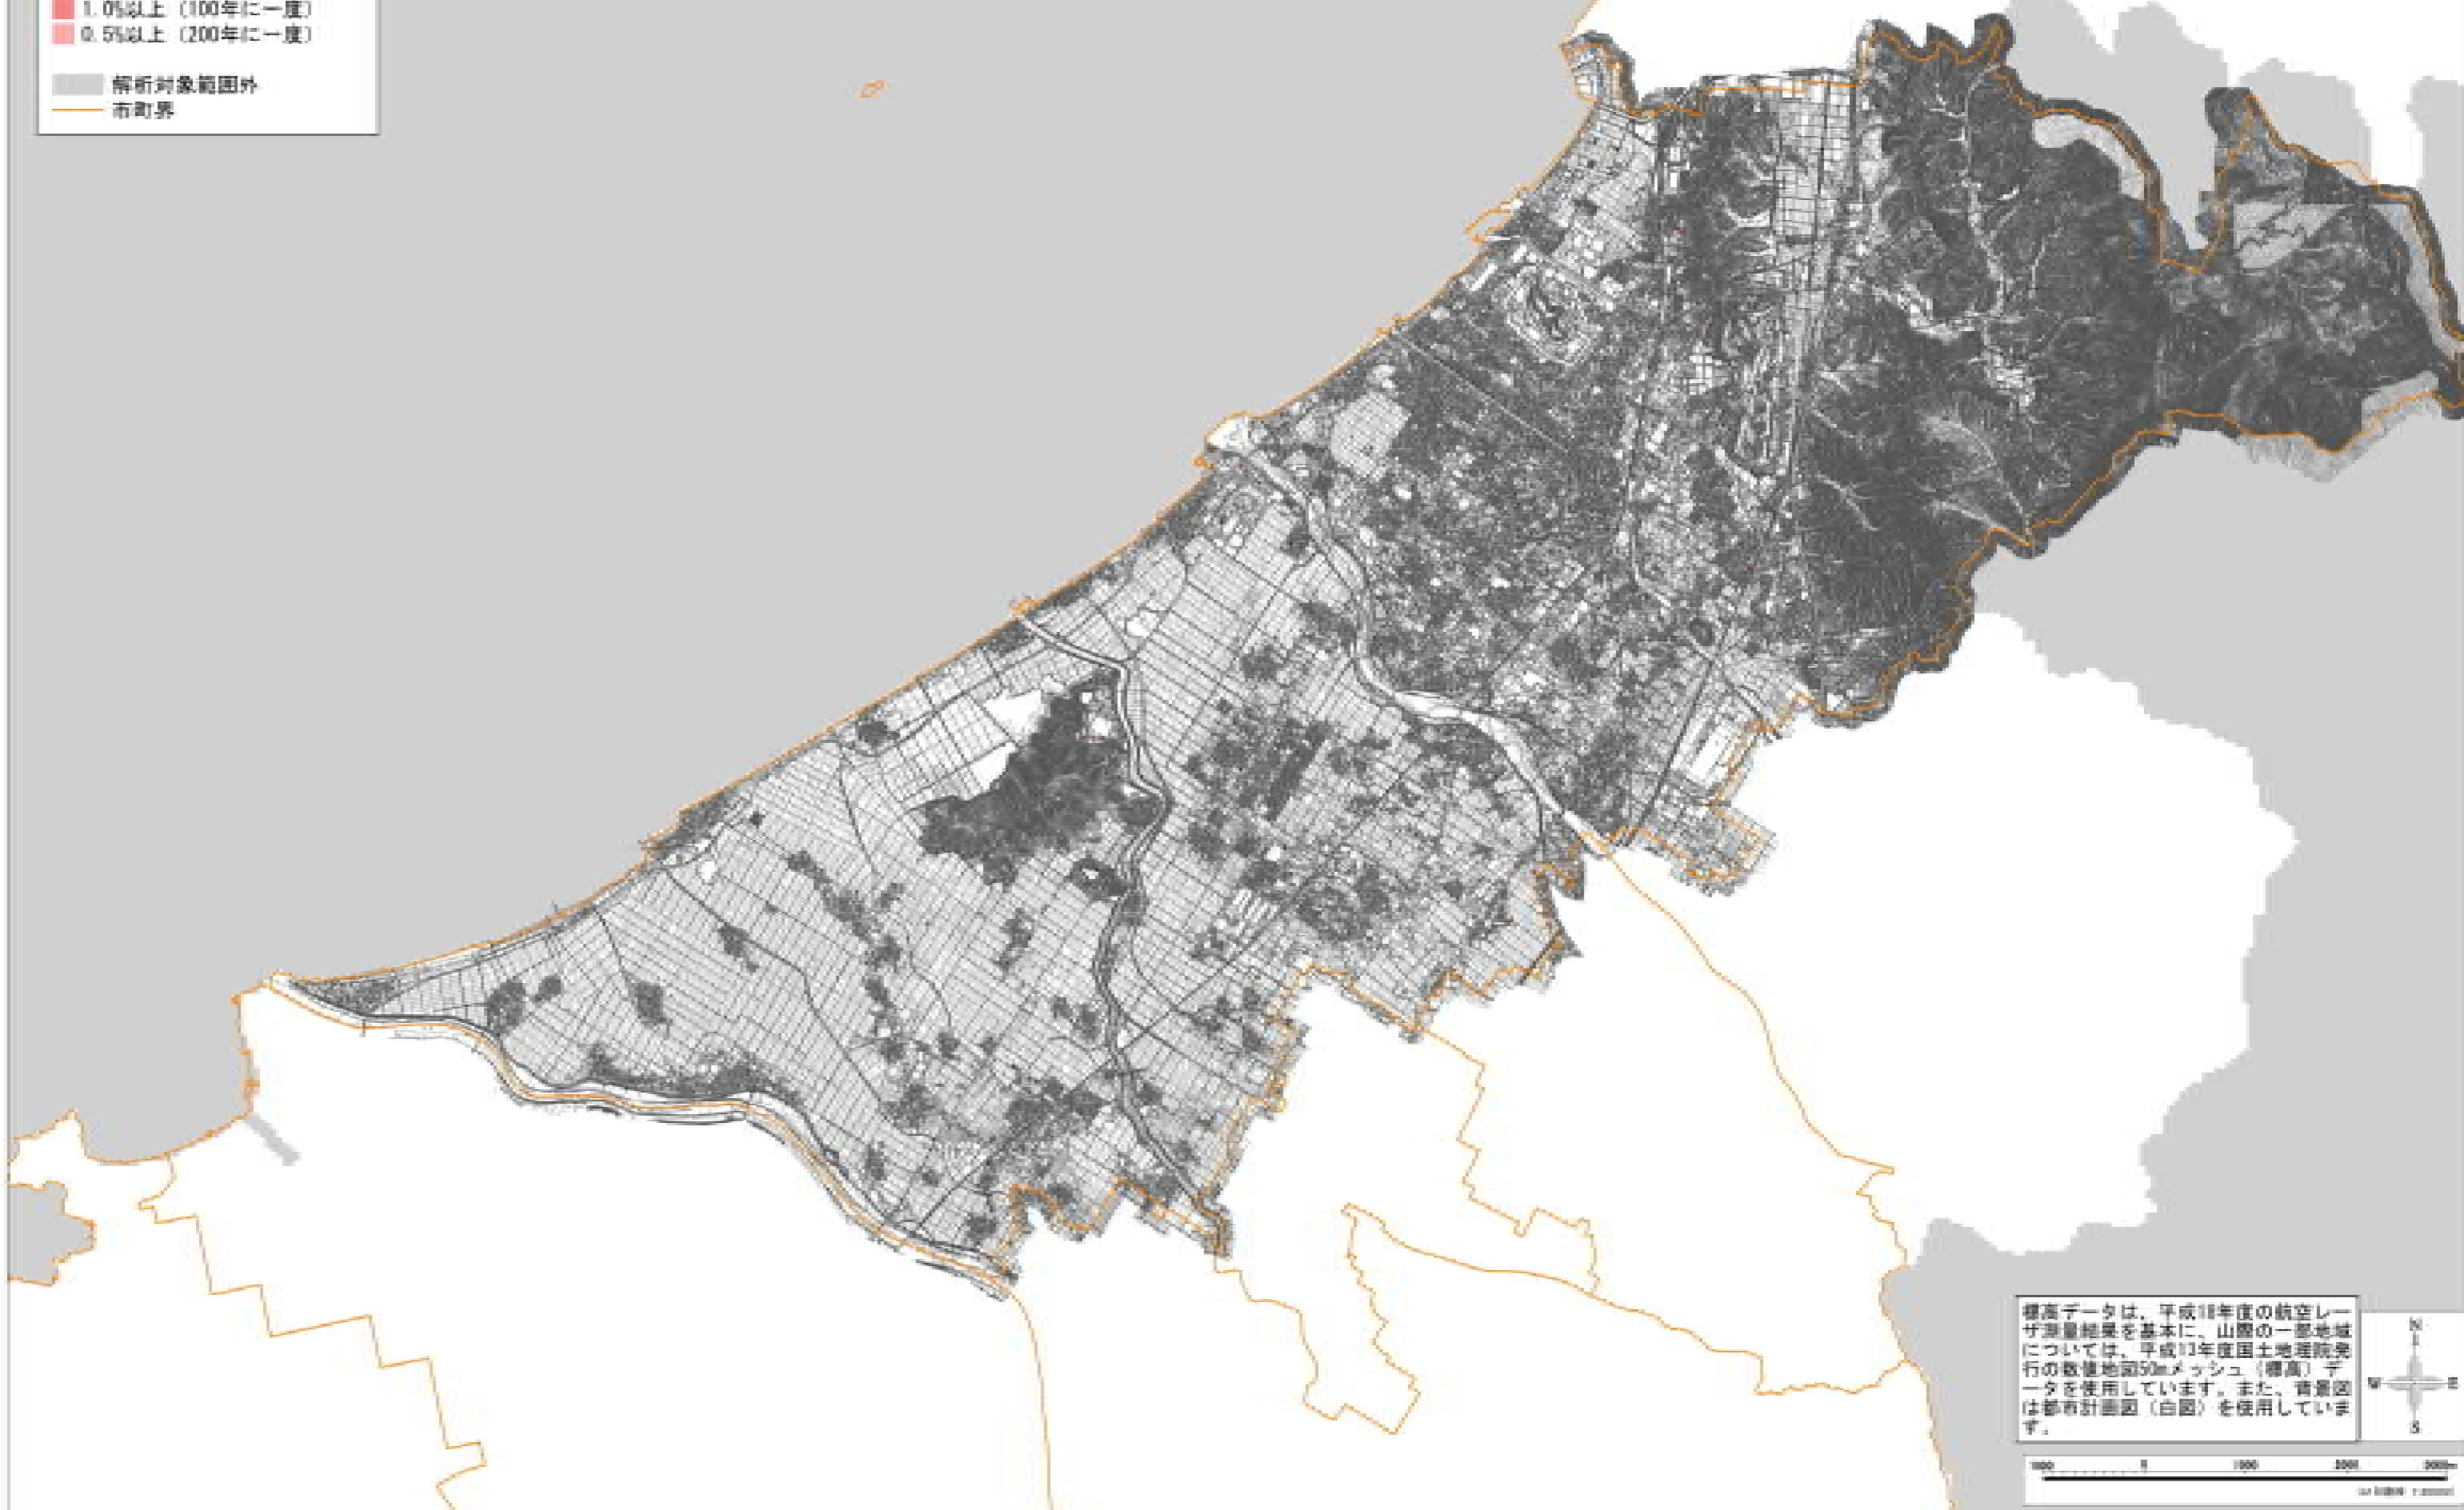 1.0%以上（100年に一度）
0.5%以上（200年に一度）
解析対象範囲外
市町界
標高データは、平成18年度の航空レー
ザ測量結果を基本に、山際の一部地域
については、平成13年度国土地理院発
行の数値地図50mメッシュ（標高）デ
ータを使用しています。また、背景図
は都市計画図（白図）を使用していま
す。
N
W E
S
1000 0 1000 2000 3000m